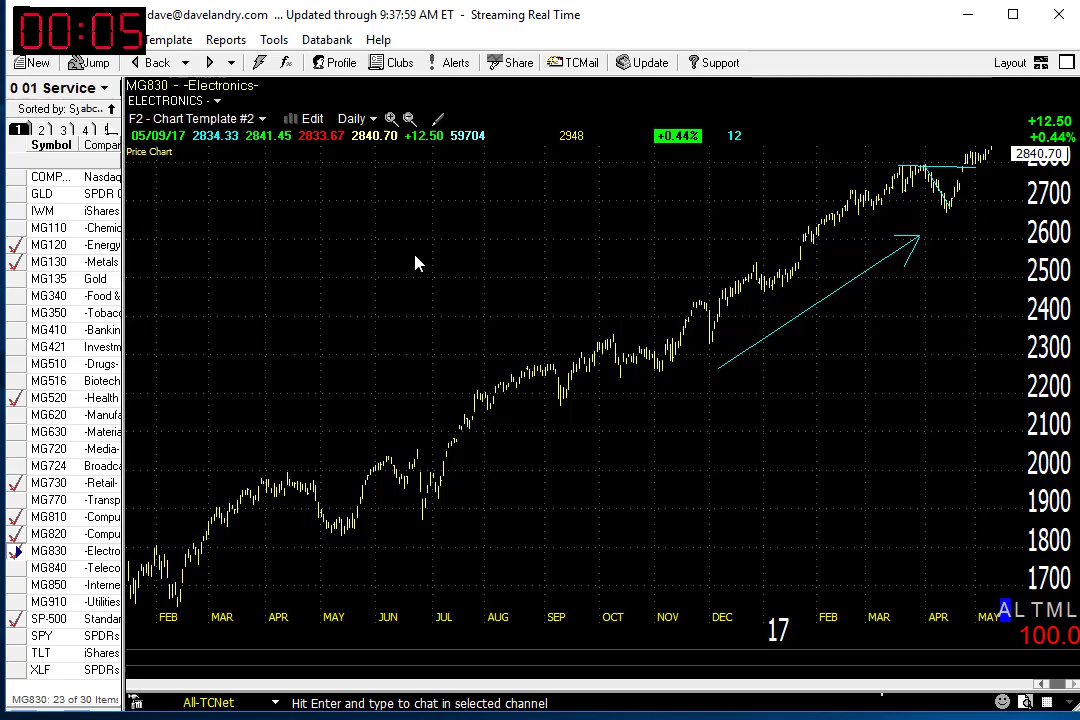 00:05
dave@davelandry.com ... Updated through 9:37:59 AM ET - Streaming Real Time
Template Reports Tools Databank Help
New Jump Back Profile Clubs Alerts Share TCMail Update Support Layout
0 01 Service
Sorted by: Sy abc..
1 2 3 4
Symbol Compar
COMP... Nasdaq
GLD SPDR G
IWM iShares
MG110 -Chemic
MG120 -Energy
MG130 -Metals
MG135 Gold
MG340 -Food &
MG350 -Tobacc
MG410 -Bankin
MG421 Investm
MG510 -Drugs-
MG516 Biotech
MG520 -Health
MG620 -Manufa
MG630 -Materia
MG720 -Media-
MG724 Broadca
MG730 -Retail-
MG770 -Transp
MG810 -Compu
MG820 -Compu
MG830 -Electro
MG840 -Teleco
MG850 -Interne
MG910 -Utilities
SP-500 Standar
SPY SPDRs
TLT iShares
XLF SPDRs
MG830: 23 of 30 Items
MG830 - -Electronics-
ELECTRONICS -
F2 - Chart Template #2 Edit Daily
05/09/17 2834.33 2841.45 2833.67 2840.70 +12.50 59704 2948 +0.44% 12
Price Chart
+12.50
+0.44%
2840.70
2700
2600
2500
2400
2300
2200
2100
2000
1900
1800
1700
FEB MAR APR MAY JUN JUL AUG SEP OCT NOV DEC 17 FEB MAR APR MAY
A L T M L
100.0
All-TCNet Hit Enter and type to chat in selected channel